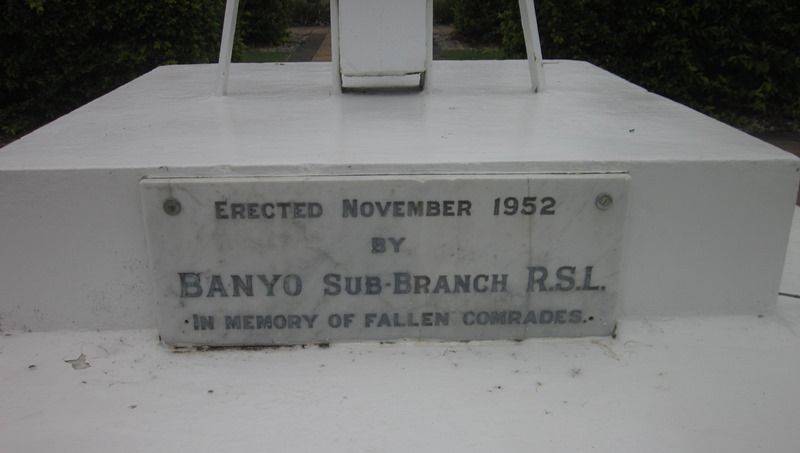 ERECTED NOVEMBER 1952
BY
BANYO SUB-BRANCH R.S.L.
·IN MEMORY OF FALLEN COMRADES.·